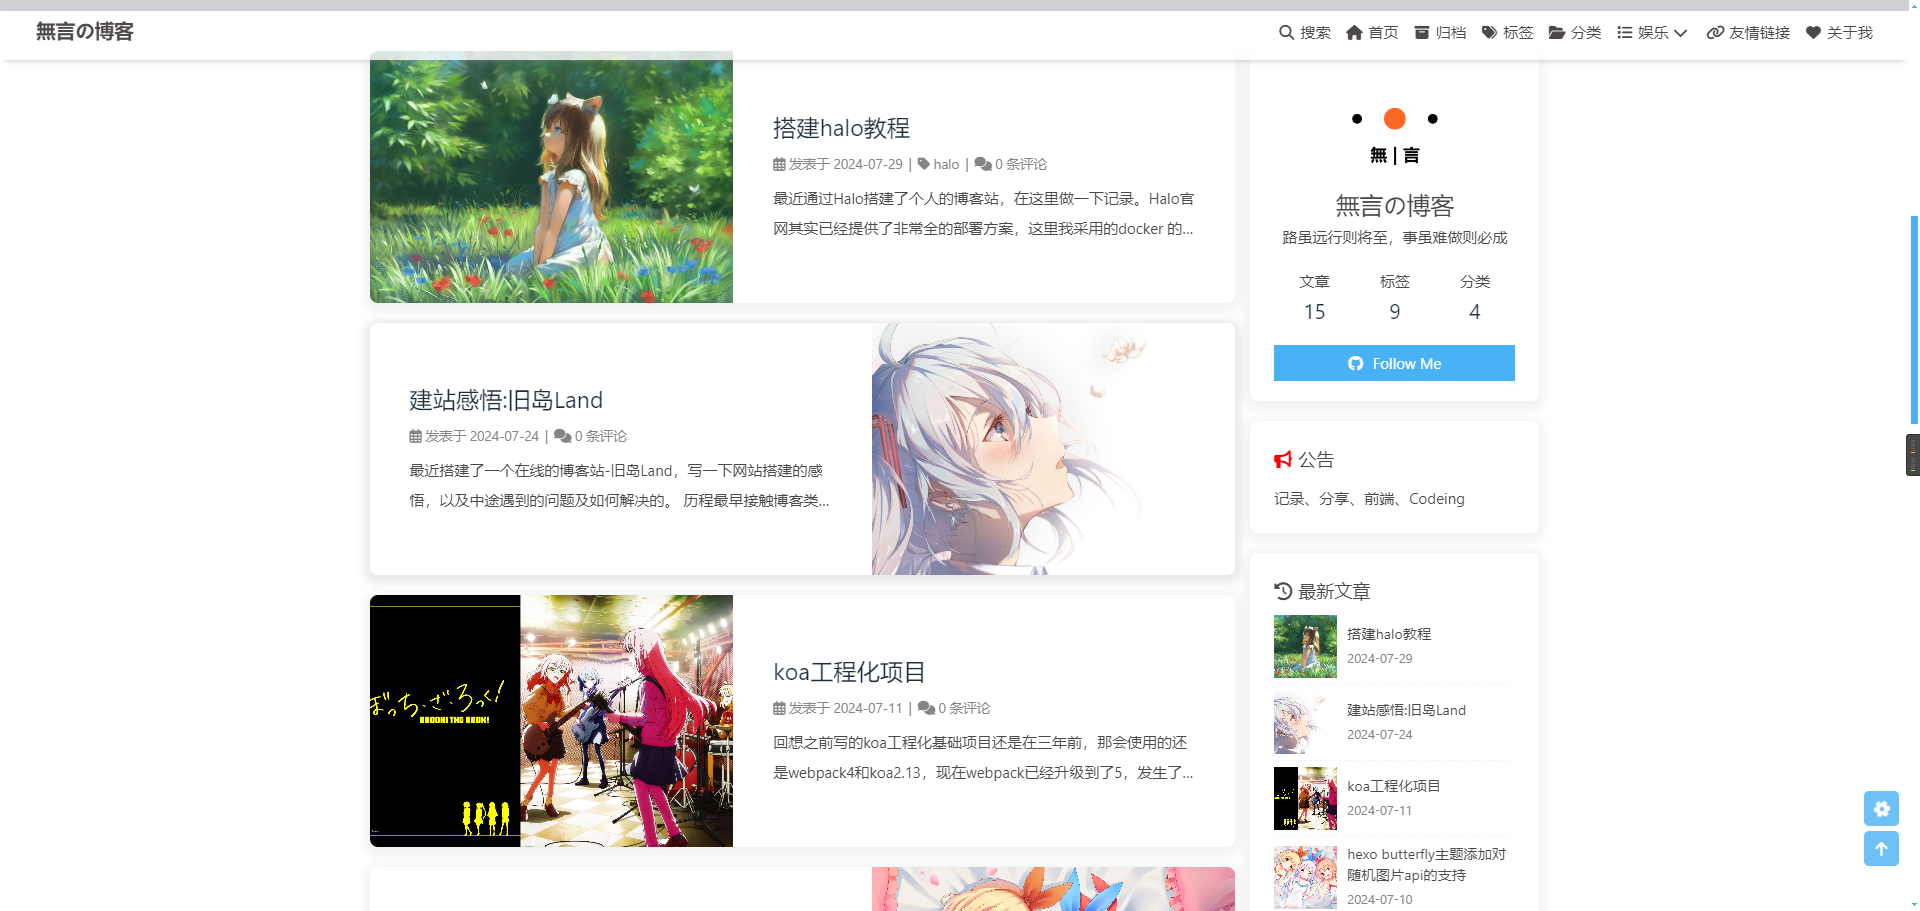 無言の博客
搜索 首页 归档 标签 分类 娱乐 友情链接 关于我
搭建halo教程
发表于 2024-07-29 | halo | 0 条评论
最近通过Halo搭建了个人的博客站，在这里做一下记录。Halo官
网其实已经提供了非常全的部署方案，这里我采用的docker 的...
建站感悟:旧岛Land
发表于 2024-07-24 | 0 条评论
最近搭建了一个在线的博客站-旧岛Land，写一下网站搭建的感
悟，以及中途遇到的问题及如何解决的。 历程最早接触博客类...
ぼっち・ざ・ろっく!
BOCCHI THE ROCK!
koa工程化项目
发表于 2024-07-11 | 0 条评论
回想之前写的koa工程化基础项目还是在三年前，那会使用的还
是webpack4和koa2.13，现在webpack已经升级到了5，发生了...
無 | 言
無言の博客
路虽远行则将至，事虽难做则必成
文章 标签 分类
15 9 4
Follow Me
公告
记录、分享、前端、Codeing
最新文章
搭建halo教程
2024-07-29
建站感悟:旧岛Land
2024-07-24
koa工程化项目
2024-07-11
hexo butterfly主题添加对
随机图片api的支持
2024-07-10